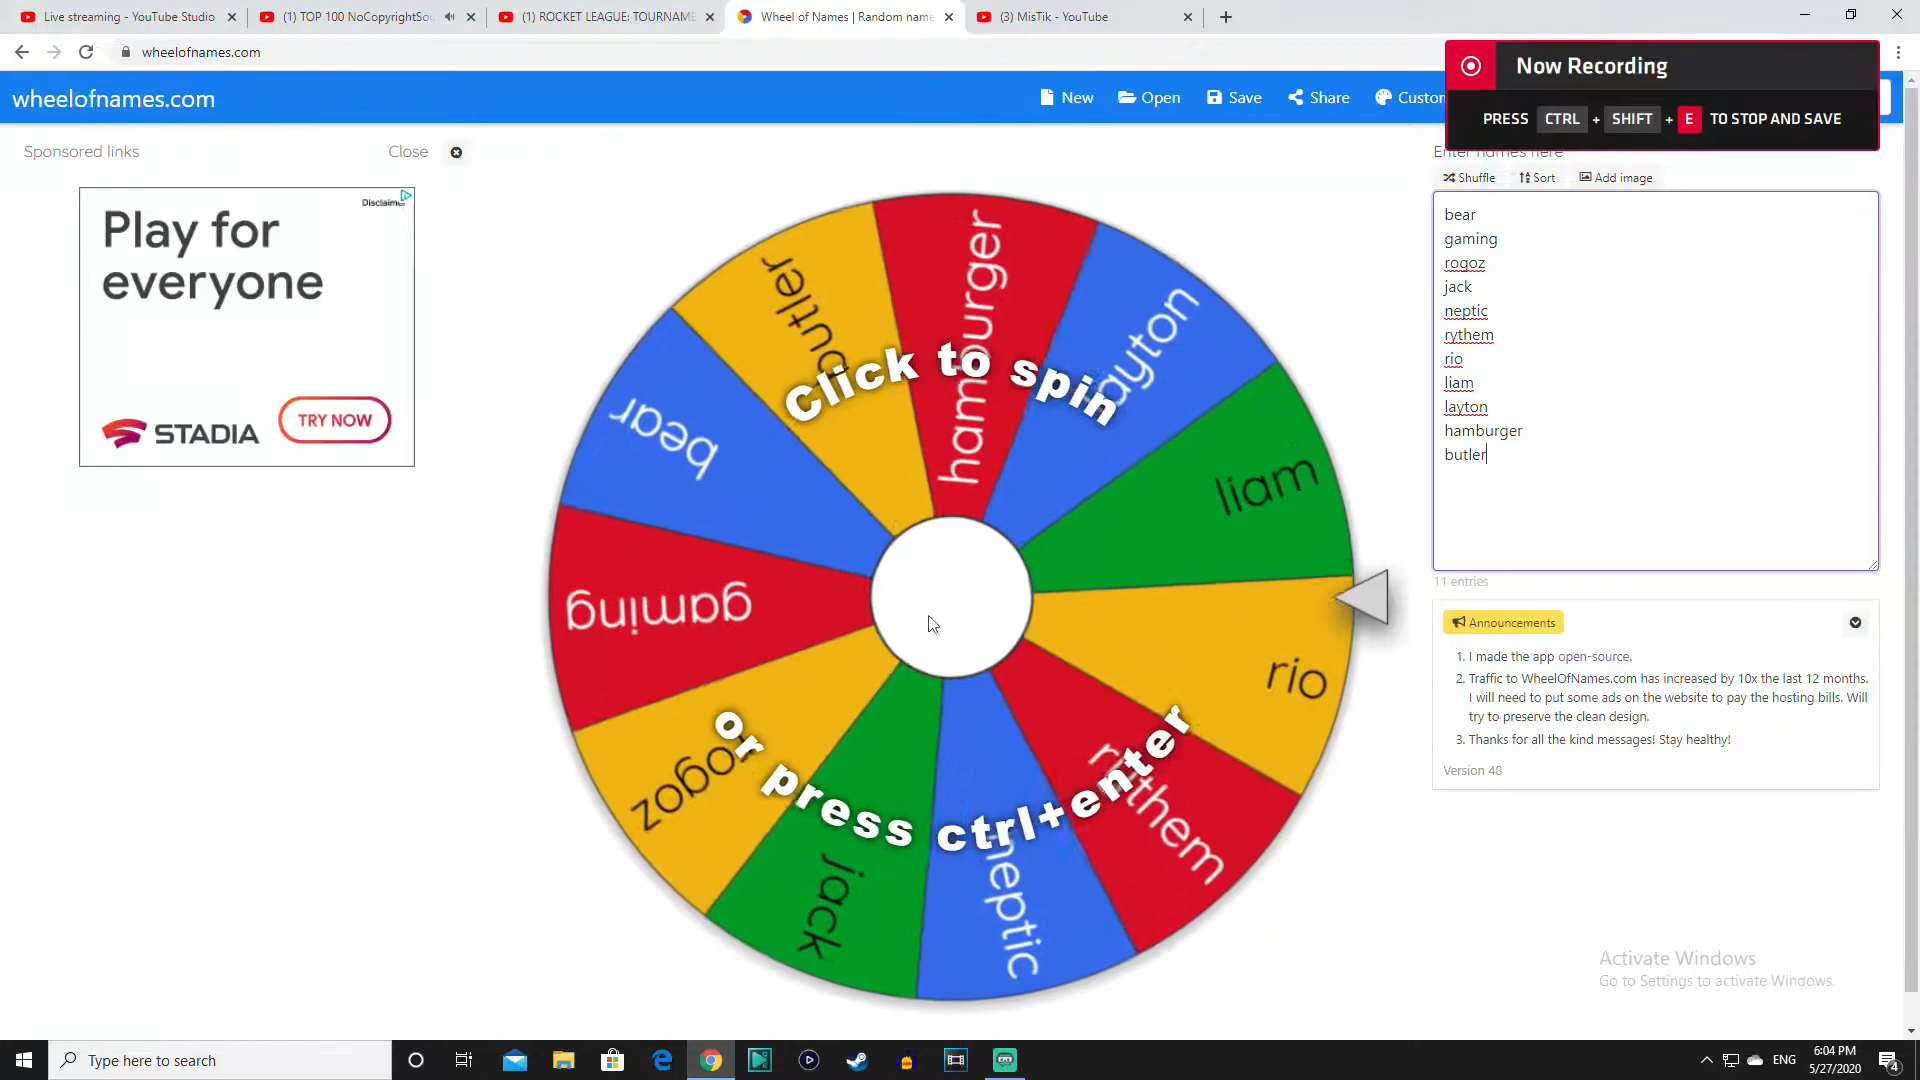 Live streaming - YouTube Studio
(1) TOP 100 NoCopyrightSou
(1) ROCKET LEAGUE: TOURNAME
Wheel of Names | Random name
(3) MisTik - YouTube
wheelofnames.com
Now Recording
PRESS CTRL + SHIFT + E TO STOP AND SAVE
wheelofnames.com
New
Open
Save
Share
Custom
Sponsored links
Close
Disclaimer
Play for
everyone
STADIA
TRY NOW
Enter names here
Shuffle
Sort
Add image
bear
gaming
rogoz
jack
neptic
rythem
rio
liam
layton
hamburger
butler
11 entries
Announcements
1. I made the app open-source.
2. Traffic to WheelOfNames.com has increased by 10x the last 12 months.
I will need to put some ads on the website to pay the hosting bills. Will
try to preserve the clean design.
3. Thanks for all the kind messages! Stay healthy!
Version 48
Click to spin
or press ctrl+enter
butler
hamburger
layton
liam
rio
rythem
neptic
jack
rogoz
gaming
bear
Activate Windows
Go to Settings to activate Windows.
Type here to search
ENG
6:04 PM
5/27/2020
4